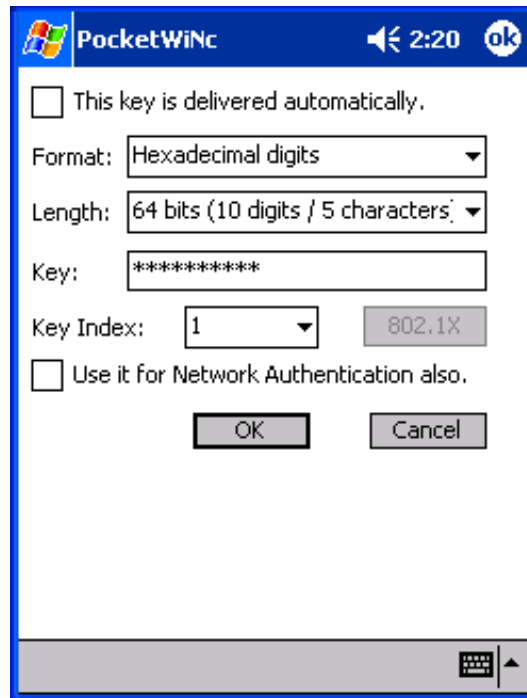 PocketWiNc 2:20 ok
This key is delivered automatically.
Format: Hexadecimal digits
Length: 64 bits (10 digits / 5 characters)
Key: **********
Key Index: 1 802.1X
Use it for Network Authentication also.
OK Cancel